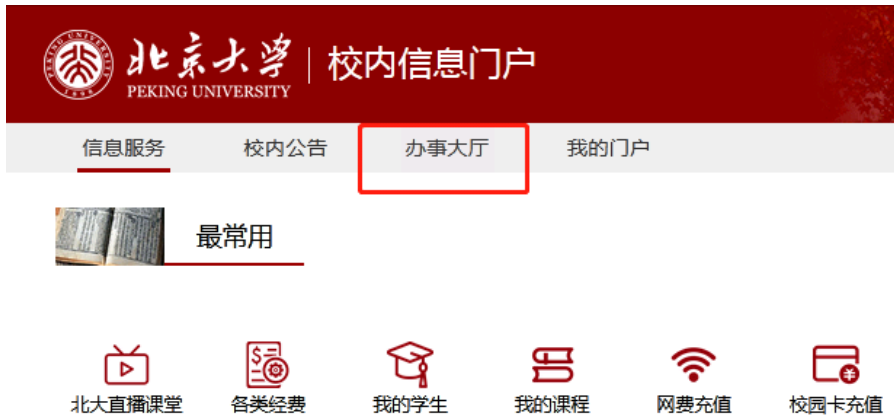 北京大学 校内信息门户
PEKING UNIVERSITY
信息服务 校内公告 办事大厅 我的门户
最常用
北大直播课堂 各类经费 我的学生 我的课程 网费充值 校园卡充值